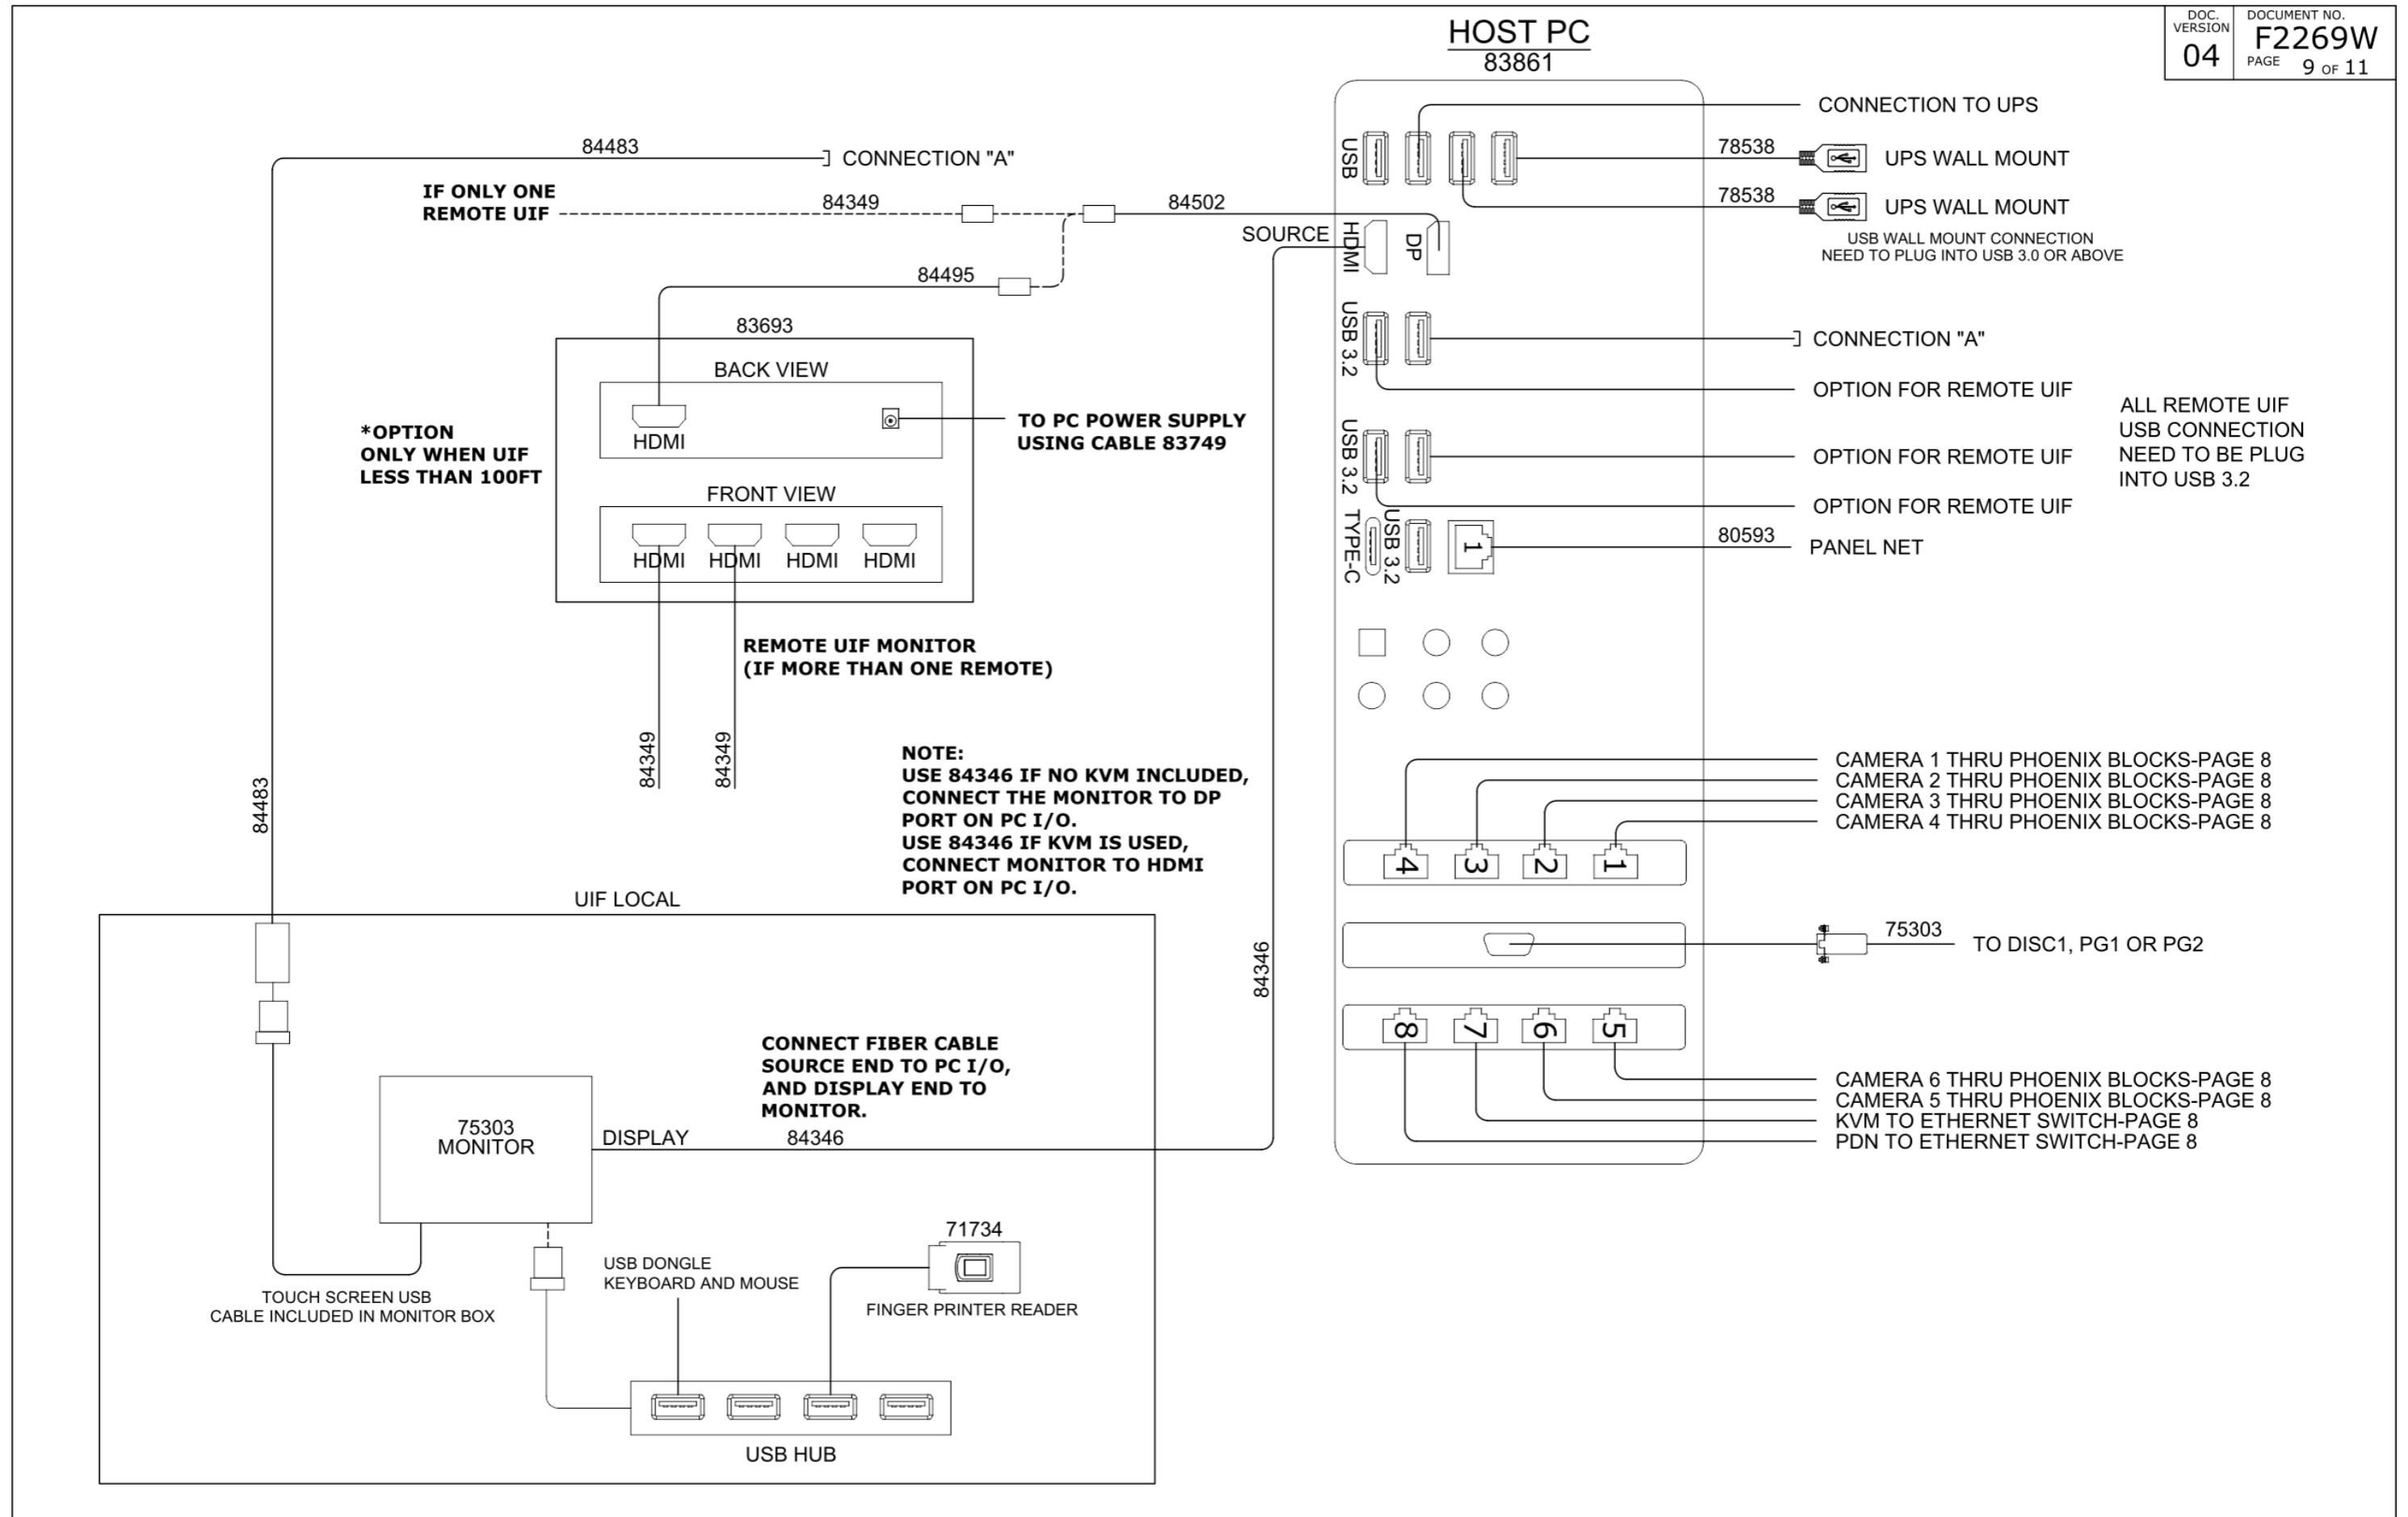 DOC.
VERSION
04
DOCUMENT NO.
F2269W
PAGE 9 OF 11
HOST PC
83861
CONNECTION TO UPS
84483
CONNECTION "A"
USB
78538
UPS WALL MOUNT
IF ONLY ONE
REMOTE UIF
84349
84502
78538
UPS WALL MOUNT
SOURCE
HDMI
DP
USB WALL MOUNT CONNECTION
NEED TO PLUG INTO USB 3.0 OR ABOVE
84495
83693
BACK VIEW
HDMI
USB 3.2
CONNECTION "A"
OPTION FOR REMOTE UIF
*OPTION
ONLY WHEN UIF
LESS THAN 100FT
TO PC POWER SUPPLY
USING CABLE 83749
ALL REMOTE UIF
USB CONNECTION
NEED TO BE PLUG
INTO USB 3.2
USB 3.2
OPTION FOR REMOTE UIF
OPTION FOR REMOTE UIF
FRONT VIEW
HDMI HDMI HDMI HDMI
TYPE-C
USB 3.2
1
80593
PANEL NET
REMOTE UIF MONITOR
(IF MORE THAN ONE REMOTE)
84349
84349
NOTE:
USE 84346 IF NO KVM INCLUDED,
CONNECT THE MONITOR TO DP
PORT ON PC I/O.
USE 84346 IF KVM IS USED,
CONNECT MONITOR TO HDMI
PORT ON PC I/O.
84483
CAMERA 1 THRU PHOENIX BLOCKS-PAGE 8
CAMERA 2 THRU PHOENIX BLOCKS-PAGE 8
CAMERA 3 THRU PHOENIX BLOCKS-PAGE 8
CAMERA 4 THRU PHOENIX BLOCKS-PAGE 8
4 3 2 1
UIF LOCAL
84346
75303
TO DISC1, PG1 OR PG2
8 7 6 5
CONNECT FIBER CABLE
SOURCE END TO PC I/O,
AND DISPLAY END TO
MONITOR.
CAMERA 6 THRU PHOENIX BLOCKS-PAGE 8
CAMERA 5 THRU PHOENIX BLOCKS-PAGE 8
KVM TO ETHERNET SWITCH-PAGE 8
PDN TO ETHERNET SWITCH-PAGE 8
75303
MONITOR
DISPLAY
84346
71734
USB DONGLE
KEYBOARD AND MOUSE
FINGER PRINTER READER
TOUCH SCREEN USB
CABLE INCLUDED IN MONITOR BOX
USB HUB